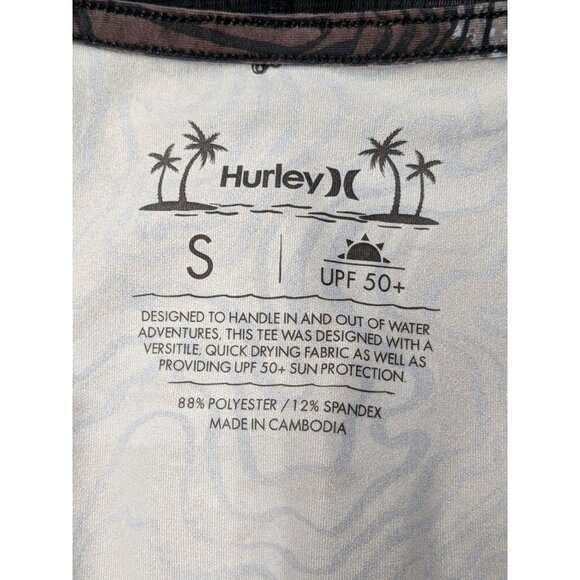 Hurley
S
UPF 50+
DESIGNED TO HANDLE IN AND OUT OF WATER
ADVENTURES, THIS TEE WAS DESIGNED WITH A
VERSITILE, QUICK DRYING FABRIC AS WELL AS
PROVIDING UPF 50+ SUN PROTECTION.
88% POLYESTER / 12% SPANDEX
MADE IN CAMBODIA